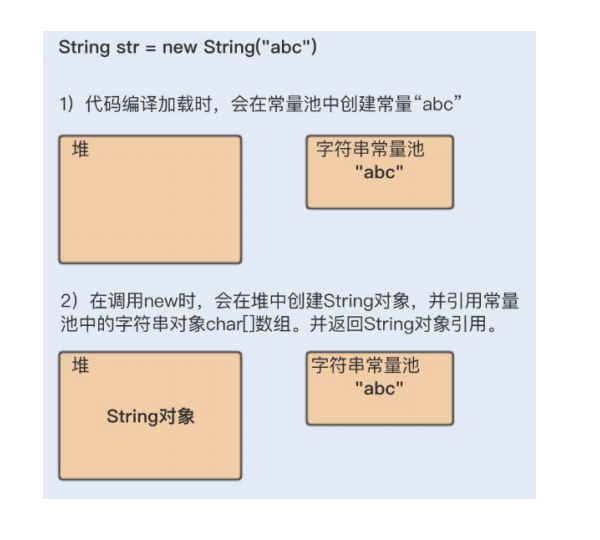 String str = new String("abc")
1）代码编译加载时，会在常量池中创建常量“abc”
堆
字符串常量池
"abc"
2）在调用new时，会在堆中创建String对象，并引用常量
池中的字符串对象char[]数组。并返回String对象引用。
堆
String对象
字符串常量池
"abc"